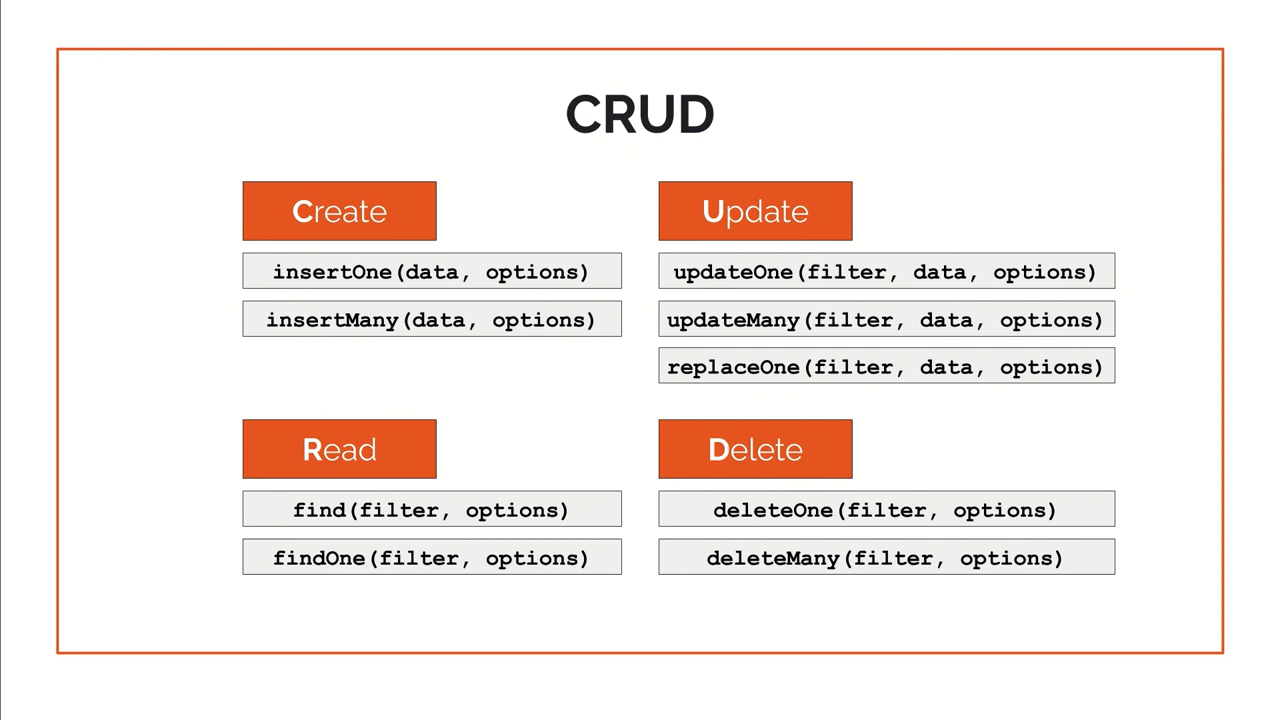 CRUD
Create
insertOne(data, options)
insertMany(data, options)
Update
updateOne(filter, data, options)
updateMany(filter, data, options)
replaceOne(filter, data, options)
Read
find(filter, options)
findOne(filter, options)
Delete
deleteOne(filter, options)
deleteMany(filter, options)